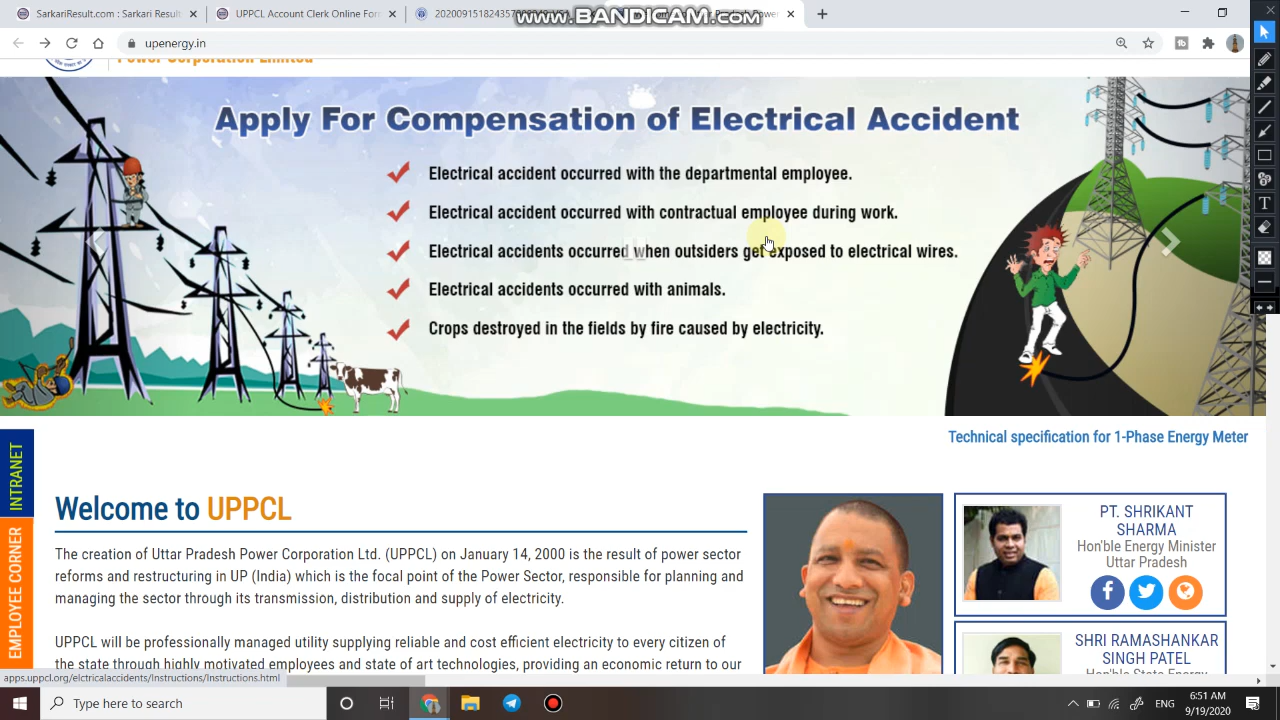 SarkariResult.com : Sarkari Result
UPPCL Account Clerk Online For
www.BANDICAM.com
upenergy.in
Power Corporation Limited
Apply For Compensation of Electrical Accident
Electrical accident occurred with the departmental employee.
Electrical accident occurred with contractual employee during work.
Electrical accidents occurred when outsiders get exposed to electrical wires.
Electrical accidents occurred with animals.
Crops destroyed in the fields by fire caused by electricity.
Technical specification for 1-Phase Energy Meter
INTRANET
EMPLOYEE CORNER
Welcome to UPPCL
The creation of Uttar Pradesh Power Corporation Ltd. (UPPCL) on January 14, 2000 is the result of power sector
reforms and restructuring in UP (India) which is the focal point of the Power Sector, responsible for planning and
managing the sector through its transmission, distribution and supply of electricity.
UPPCL will be professionally managed utility supplying reliable and cost efficient electricity to every citizen of
the state through highly motivated employees and state of art technologies, providing an economic return to our
PT. SHRIKANT
SHARMA
Hon'ble Energy Minister
Uttar Pradesh
SHRI RAMASHANKAR
SINGH PATEL
Hon'ble State Energy
apps.uppcl.org/elctricalaccidents/Instructions/Instructions.html
Type here to search
ENG
6:51 AM
9/19/2020